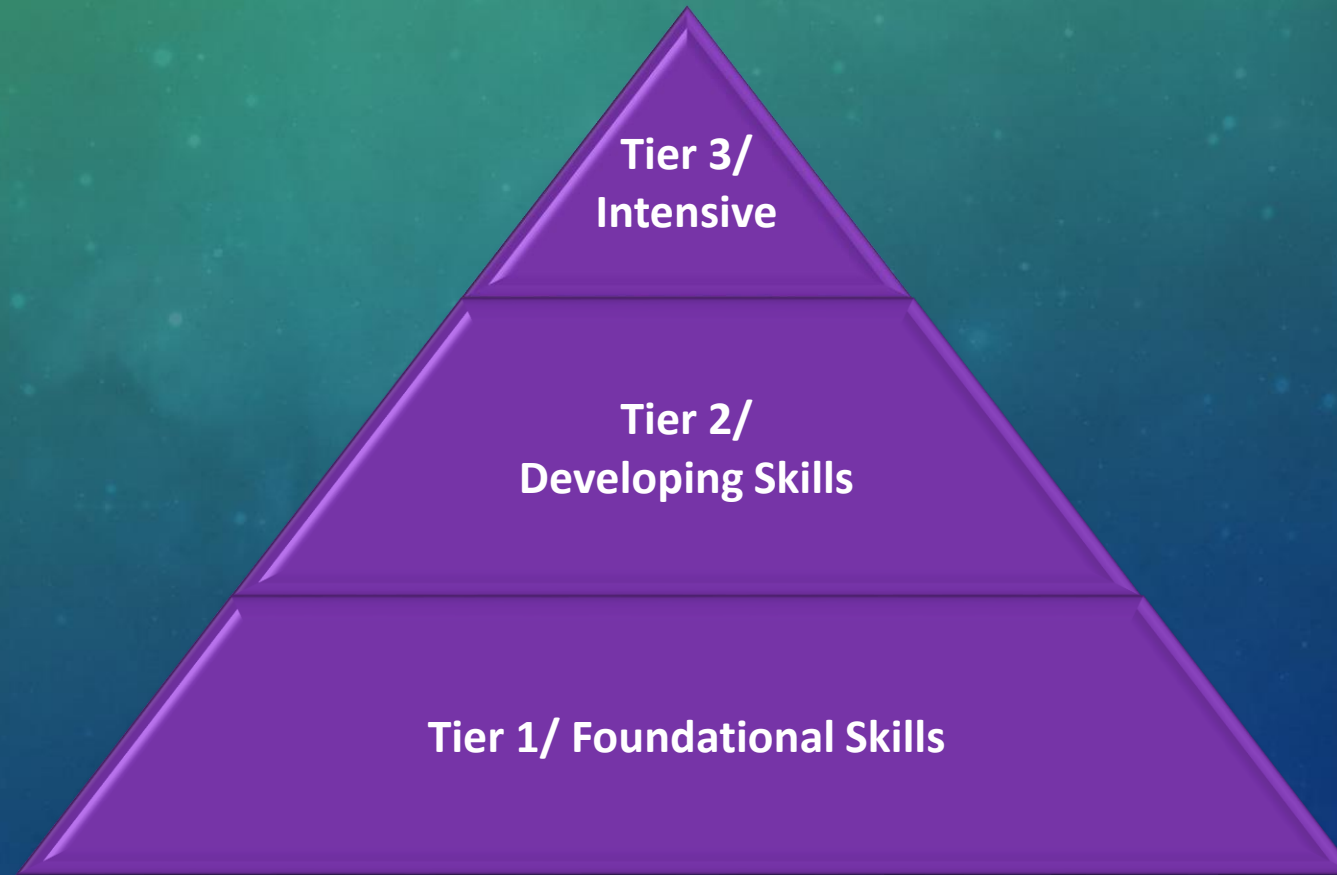 Tier 3/
Intensive
Tier 2/
Developing Skills
Tier 1/ Foundational Skills